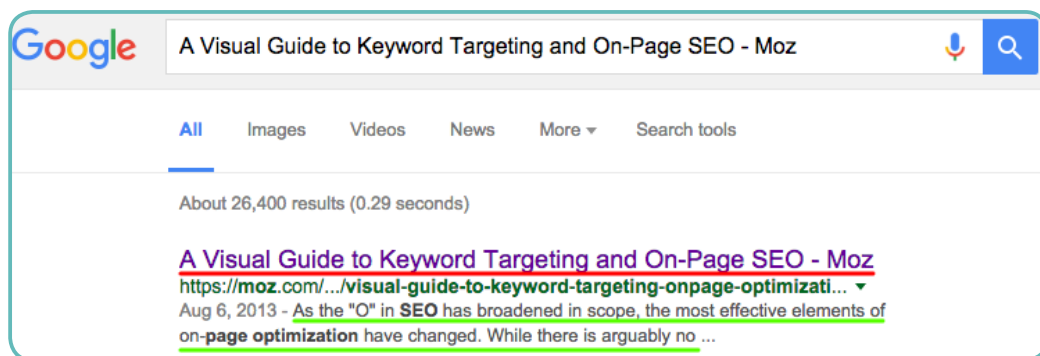 Google A Visual Guide to Keyword Targeting and On-Page SEO - Moz
All Images Videos News More Search tools
About 26,400 results (0.29 seconds)
A Visual Guide to Keyword Targeting and On-Page SEO - Moz
https://moz.com/.../visual-guide-to-keyword-targeting-onpage-optimizati...
Aug 6, 2013 - As the "O" in SEO has broadened in scope, the most effective elements of
on-page optimization have changed. While there is arguably no ...